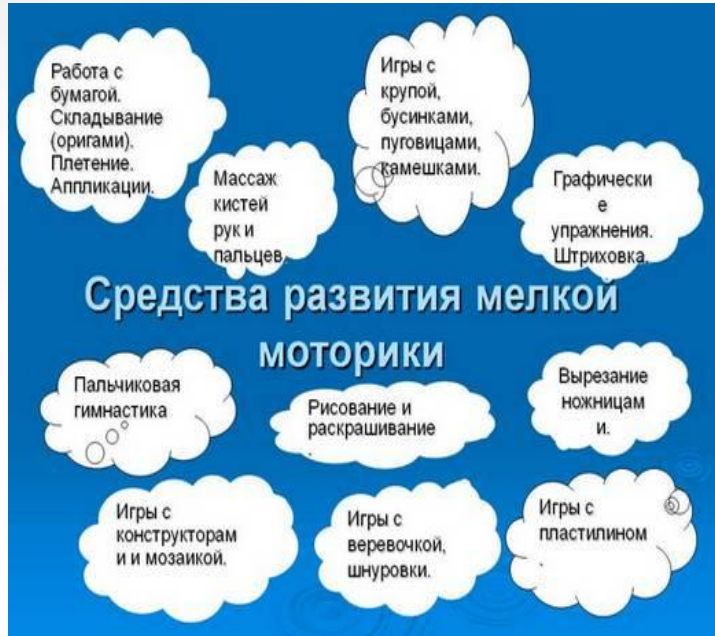 Работа с
бумагой.
Складывание
(оригами).
Плетение.
Аппликации.
Массаж
кистей
рук и
пальцев.
Игры с
крупой,
бусинками,
пуговицами,
камешками.
Графически
е
упражнения.
Штриховка.
Средства развития мелкой
моторики
Пальчиковая
гимнастика
Рисование и
раскрашивание
.
Вырезание
ножницам
и.
Игры с
конструкторам
и и мозаикой.
Игры с
веревочкой,
шнуровки.
Игры с
пластилином